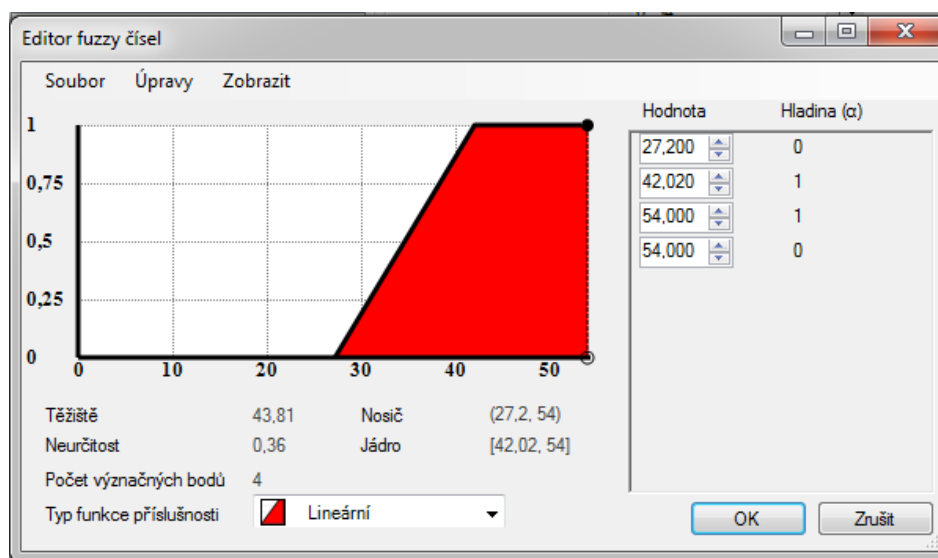 Editor fuzzy čísel
Soubor Úpravy Zobrazit
1
0,75
0,5
0,25
0
0 10 20 30 40 50
Hodnota Hladina (α)
27,200 0
42,020 1
54,000 1
54,000 0
Těžiště 43,81 Nosič (27,2, 54)
Neurčitost 0,36 Jádro [42,02, 54]
Počet význačných bodů 4
Typ funkce příslušnosti Lineární
OK Zrušit